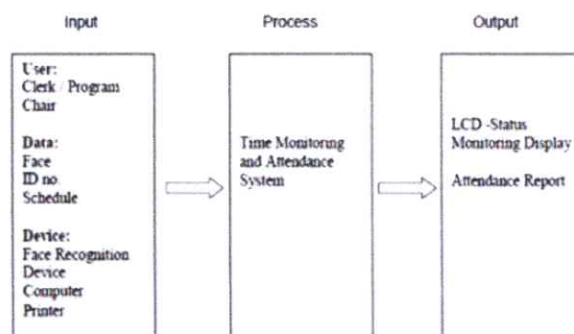 Input
Process
Output
User:
Clerk / Program
Chair
Data:
Face
ID no.
Schedule
Device:
Face Recognition
Device
Computer
Printer
Time Monitoring
and Attendance
System
LCD -Status
Monitoring Display
Attendance Report